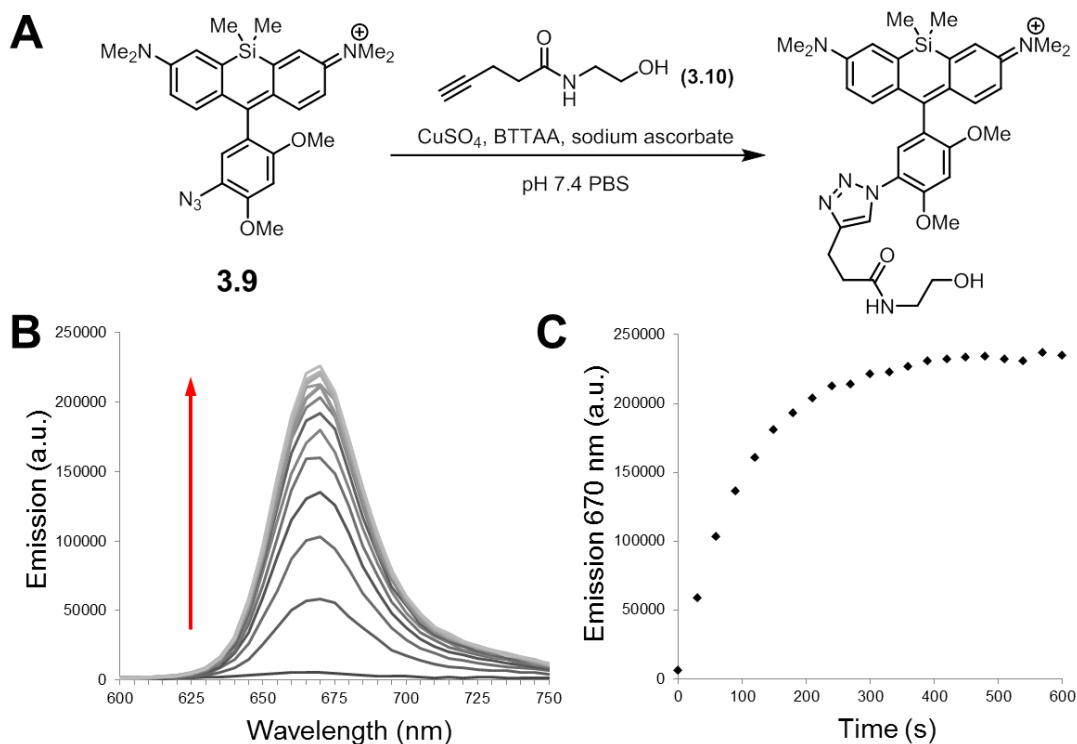 A
Me Me
Me2N Si NMe2
⊕
OMe
N3
OMe
3.9
O
N
H
OH (3.10)
CuSO4, BTTAA, sodium ascorbate
pH 7.4 PBS
Me Me
Me2N Si NMe2
⊕
OMe
N
N N
OMe
O
N
H
OH
B
250000
200000
150000
100000
50000
0
600 625 650 675 700 725 750
Emission (a.u.)
Wavelength (nm)
C
250000
200000
150000
100000
50000
0
0 100 200 300 400 500 600
Emission 670 nm (a.u.)
Time (s)